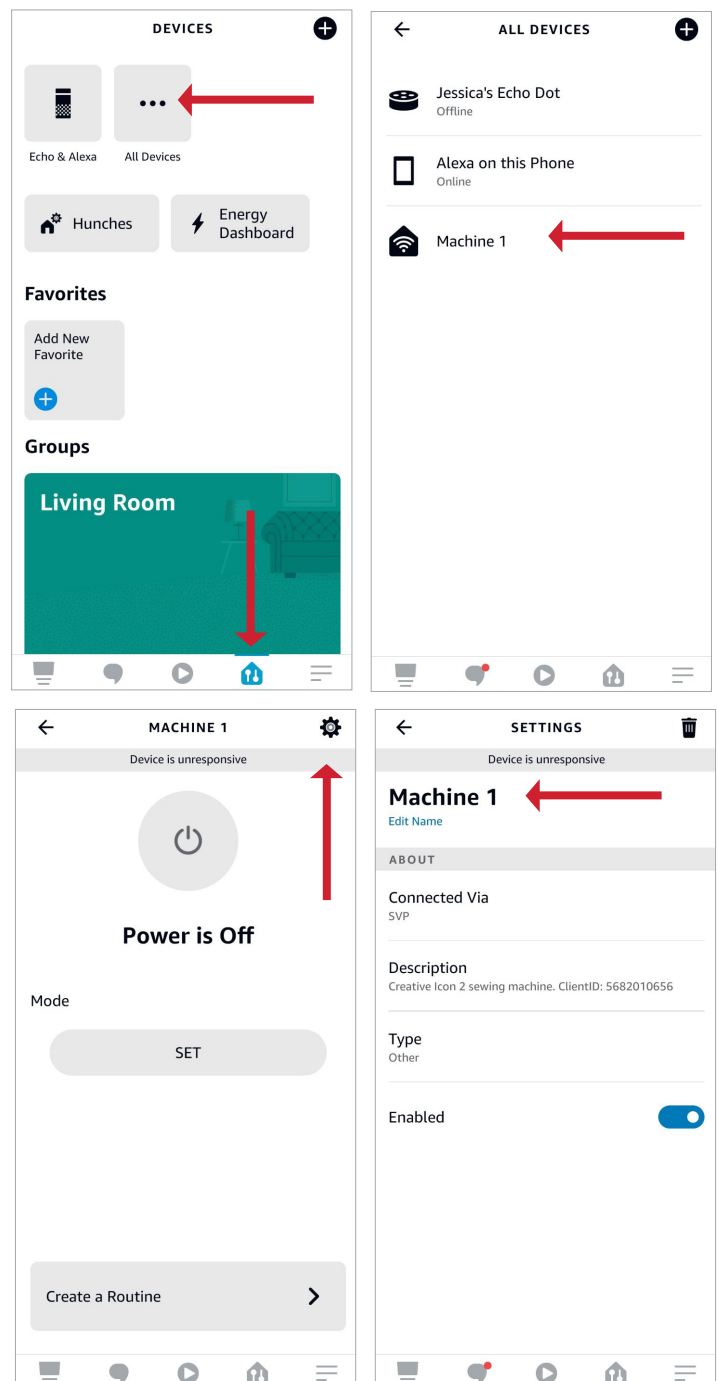 DEVICES
Echo & Alexa
All Devices
Hunches
Energy
Dashboard
Favorites
Add New
Favorite
Groups
Living Room
ALL DEVICES
Jessica's Echo Dot
Offline
Alexa on this Phone
Online
Machine 1
MACHINE 1
Device is unresponsive
Power is Off
Mode
SET
Create a Routine
SETTINGS
Device is unresponsive
Machine 1
Edit Name
ABOUT
Connected Via
SVP
Description
Creative Icon 2 sewing machine. ClientID: 5682010656
Type
Other
Enabled